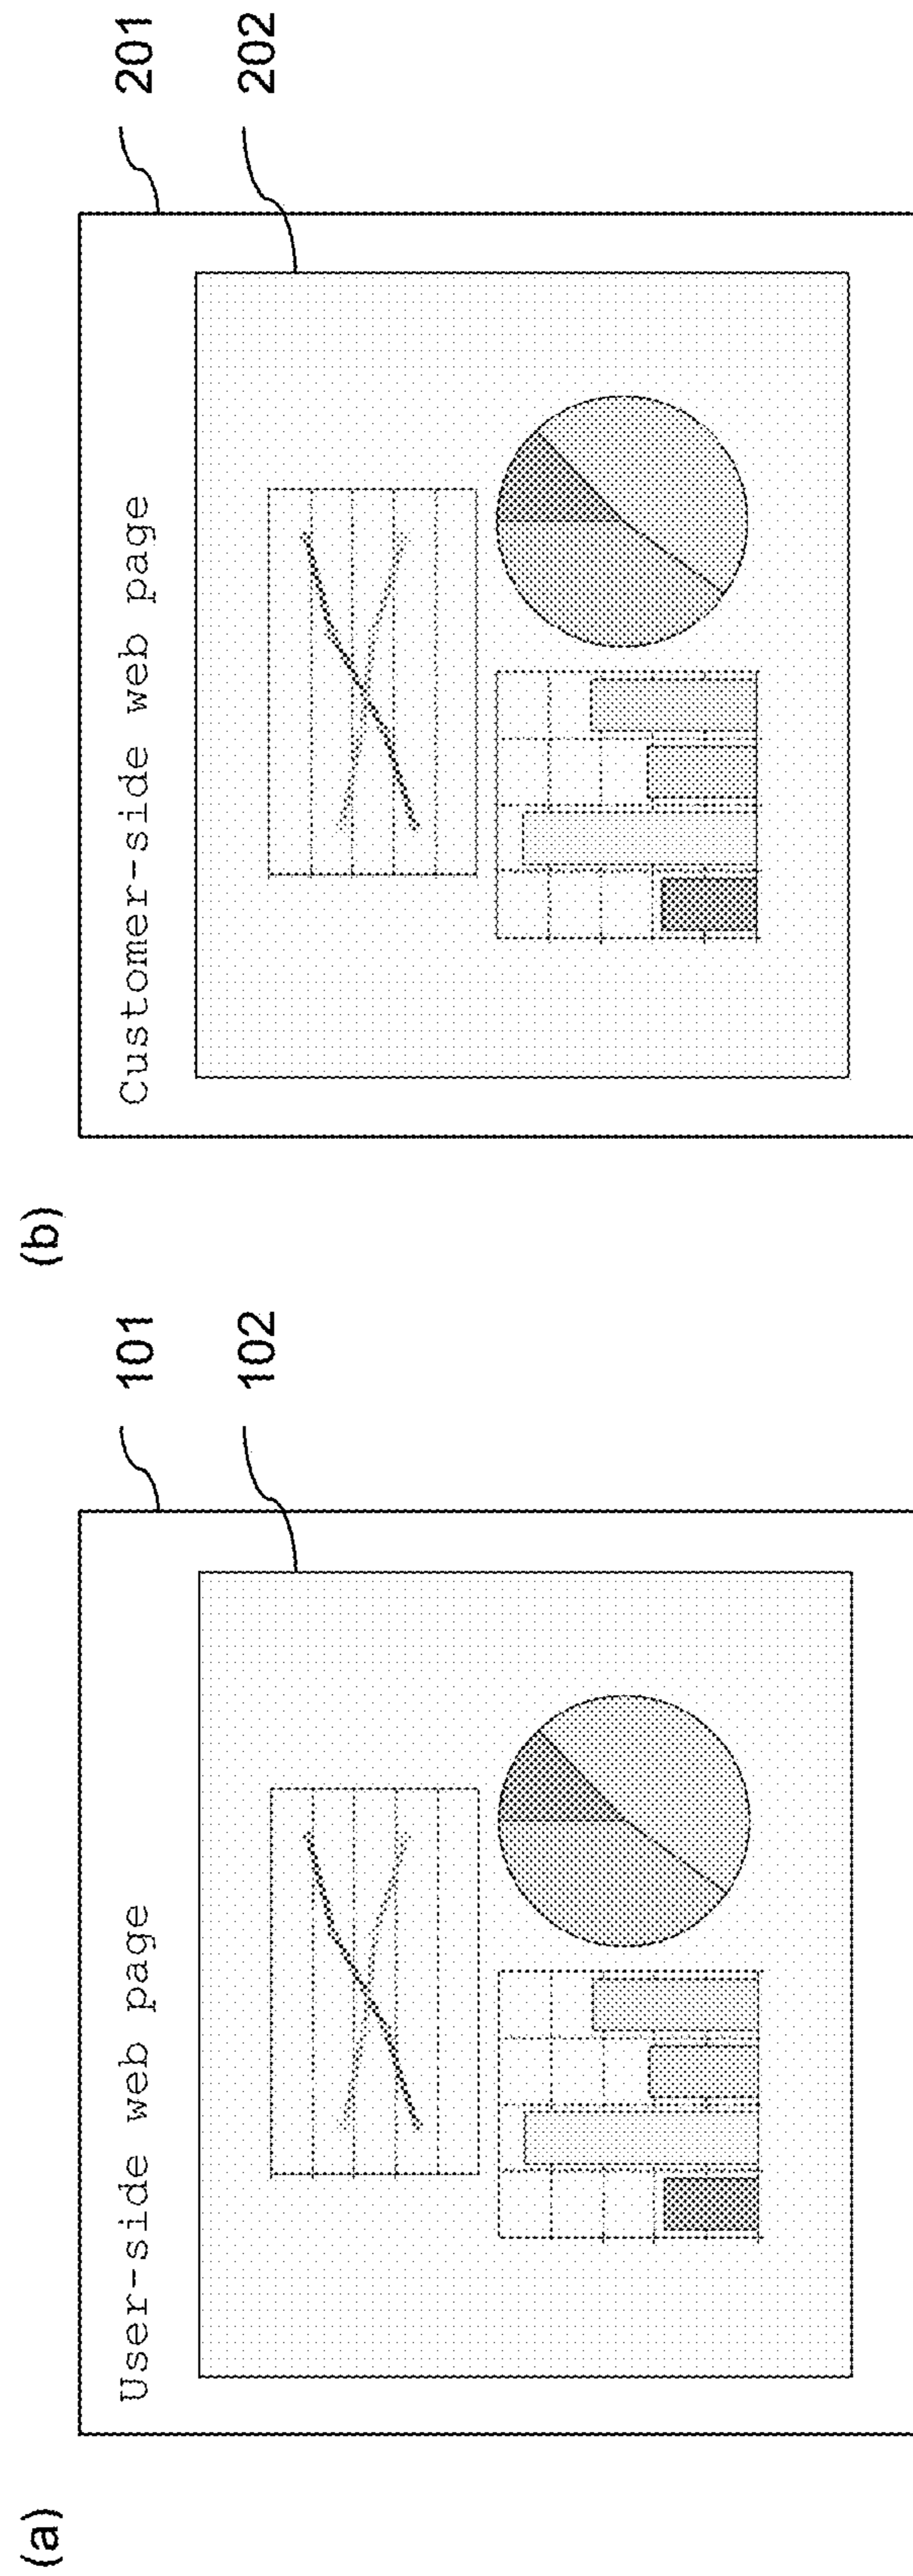 (a)
User-side web page
101
102
(b)
Customer-side web page
201
202